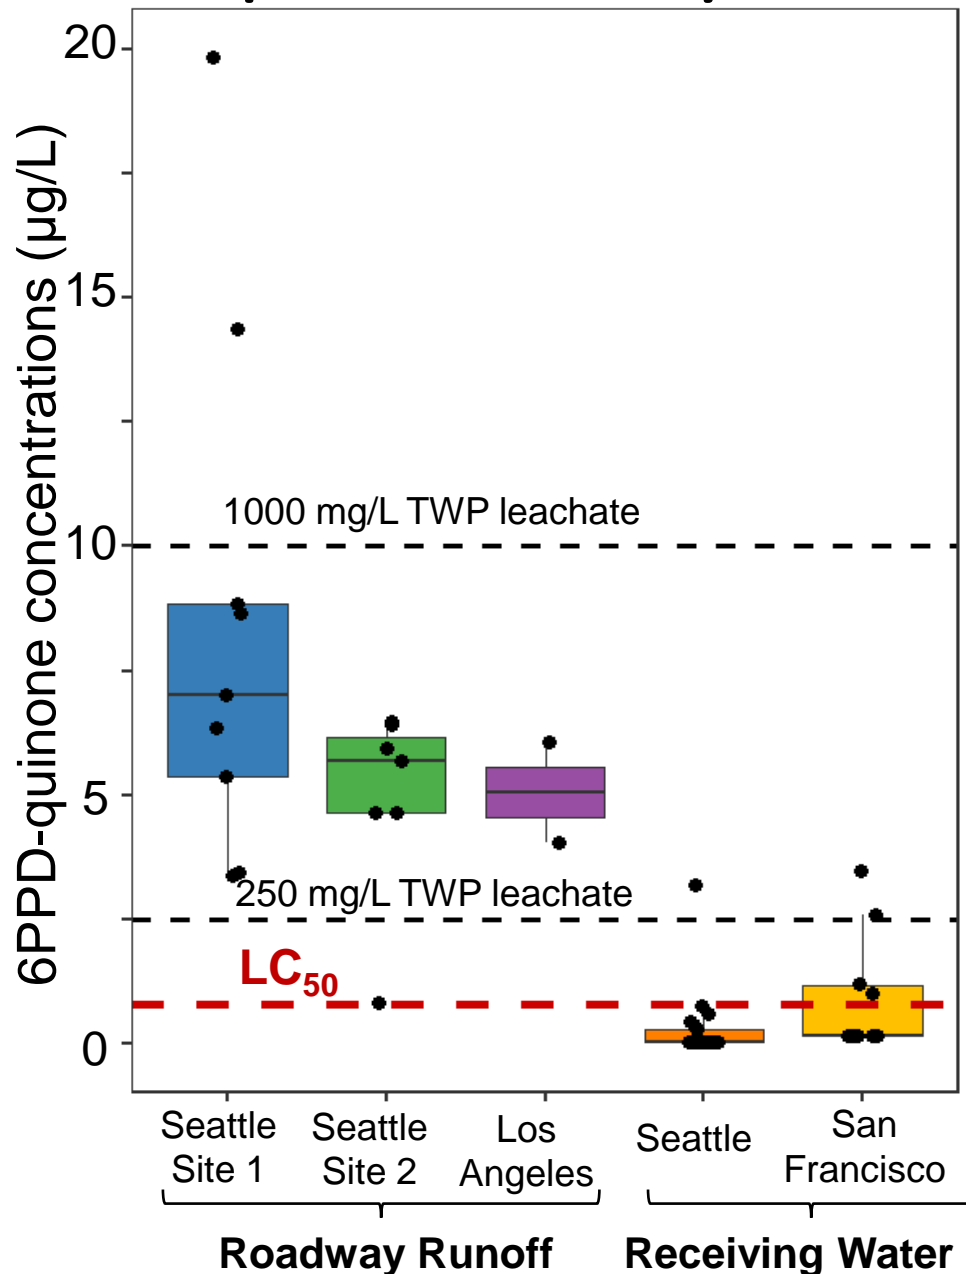 6PPD-quinone concentrations (µg/L)
20
15
10
5
0
1000 mg/L TWP leachate
250 mg/L TWP leachate
LC50
Seattle
Site 1
Seattle
Site 2
Los
Angeles
Seattle
San
Francisco
Roadway Runoff
Receiving Water